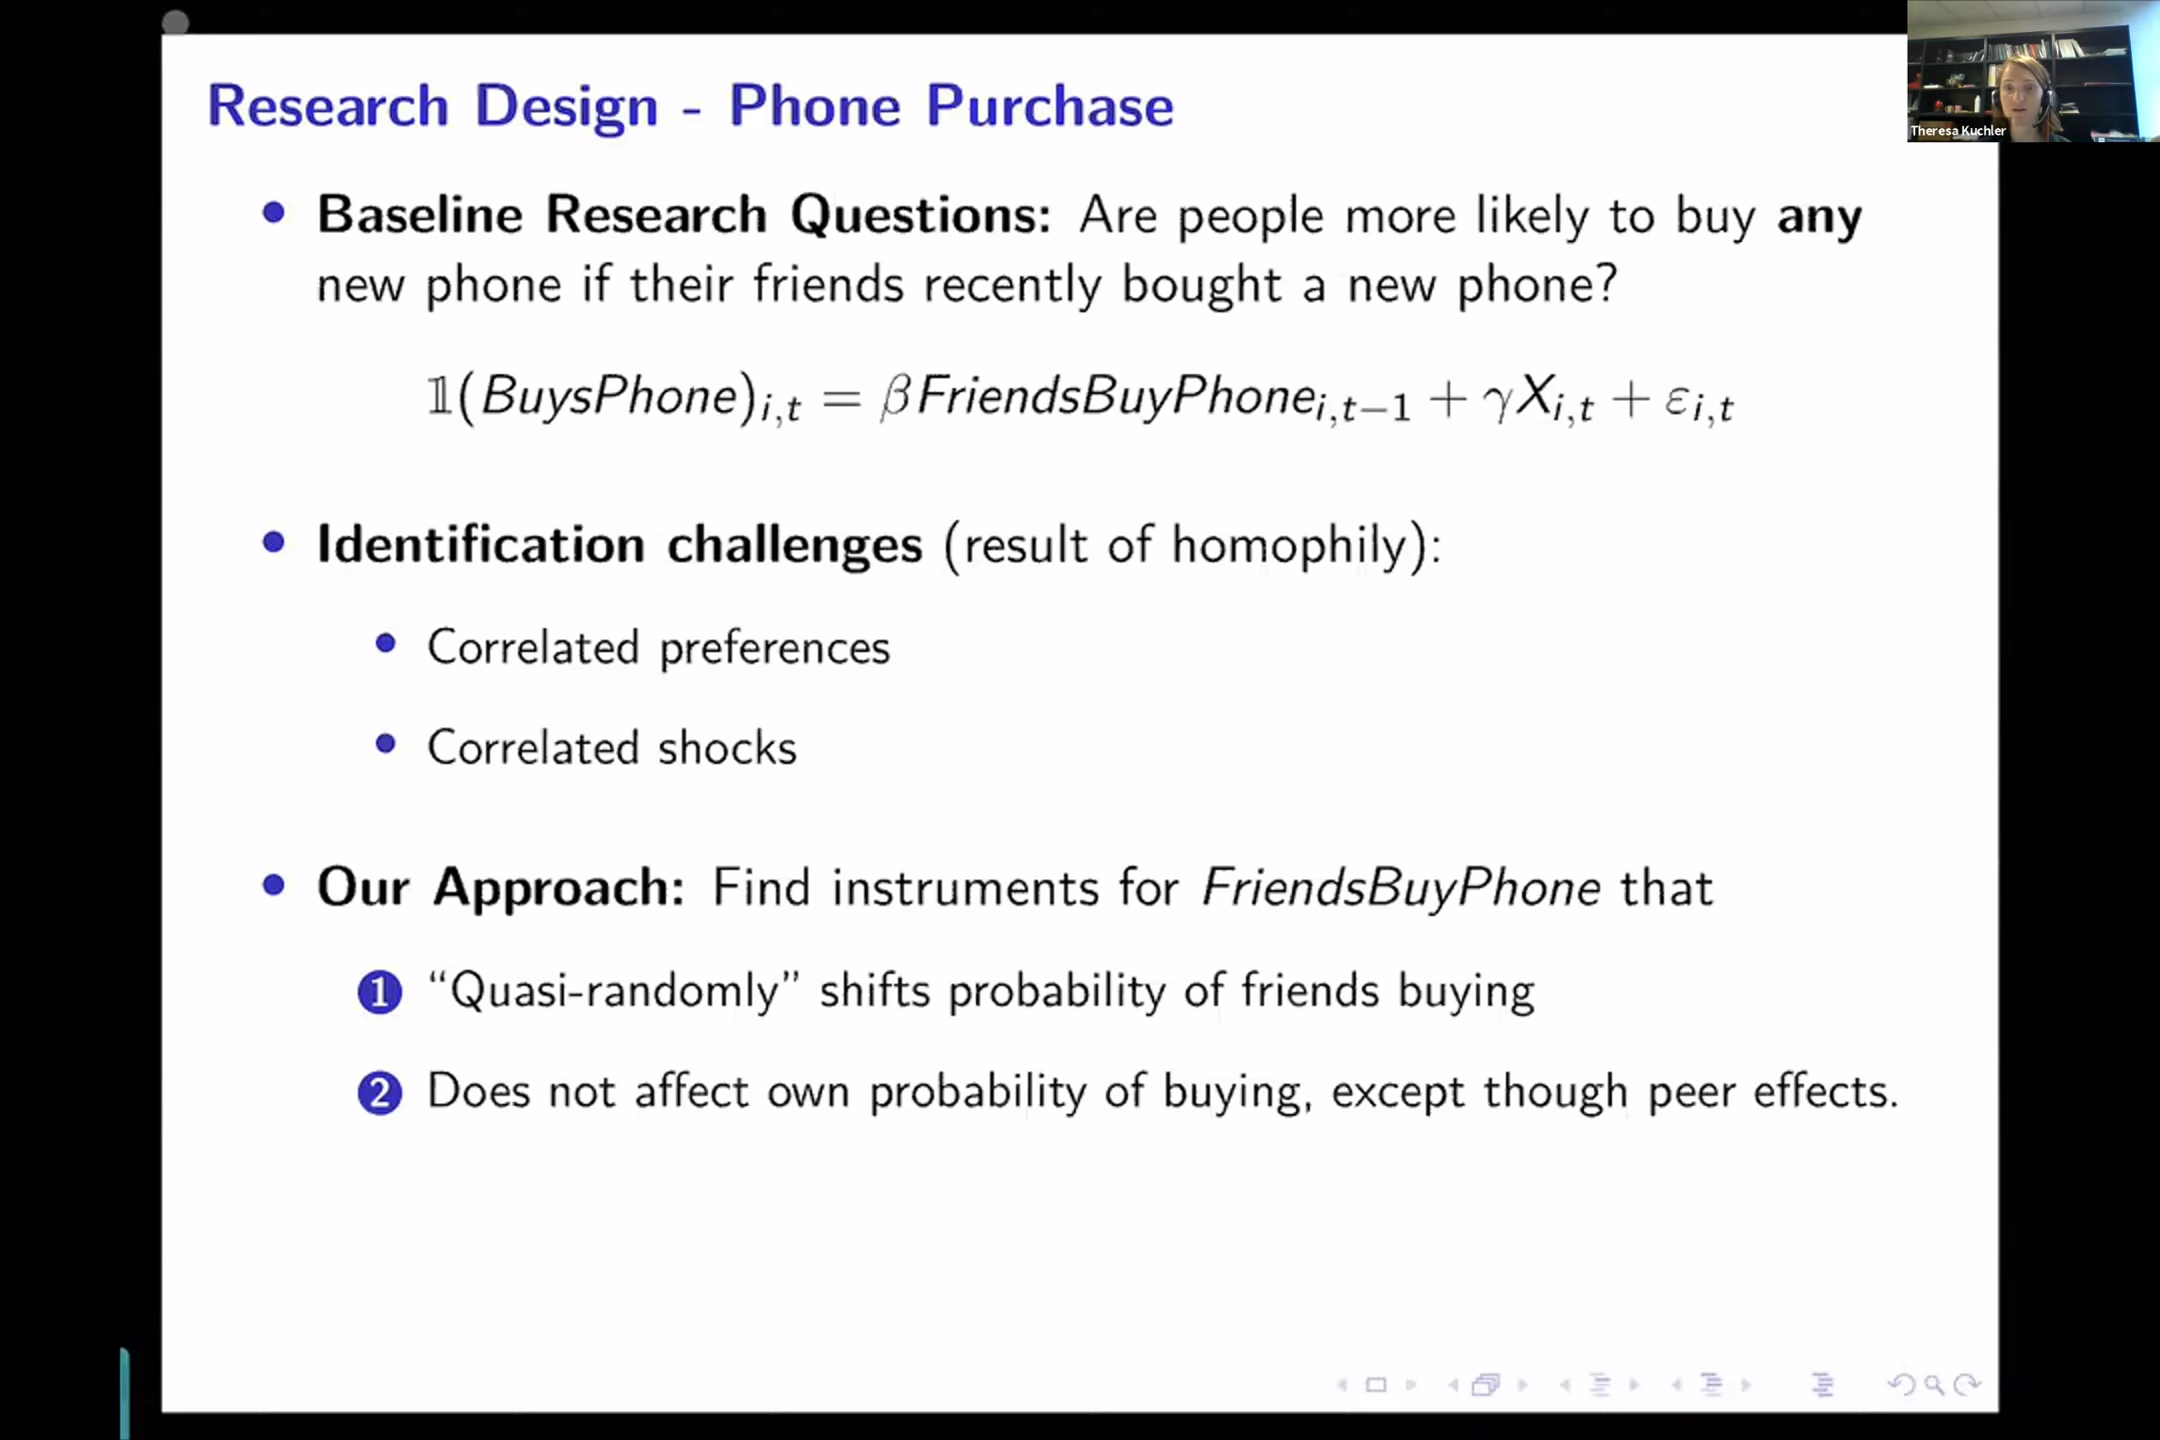 Research Design - Phone Purchase
Theresa Kuchler
• Baseline Research Questions: Are people more likely to buy any
new phone if their friends recently bought a new phone?
𝟙(BuysPhone)i,t = βFriendsBuyPhonei,t−1 + γXi,t + εi,t
• Identification challenges (result of homophily):
• Correlated preferences
• Correlated shocks
• Our Approach: Find instruments for FriendsBuyPhone that
1 “Quasi-randomly” shifts probability of friends buying
2 Does not affect own probability of buying, except though peer effects.